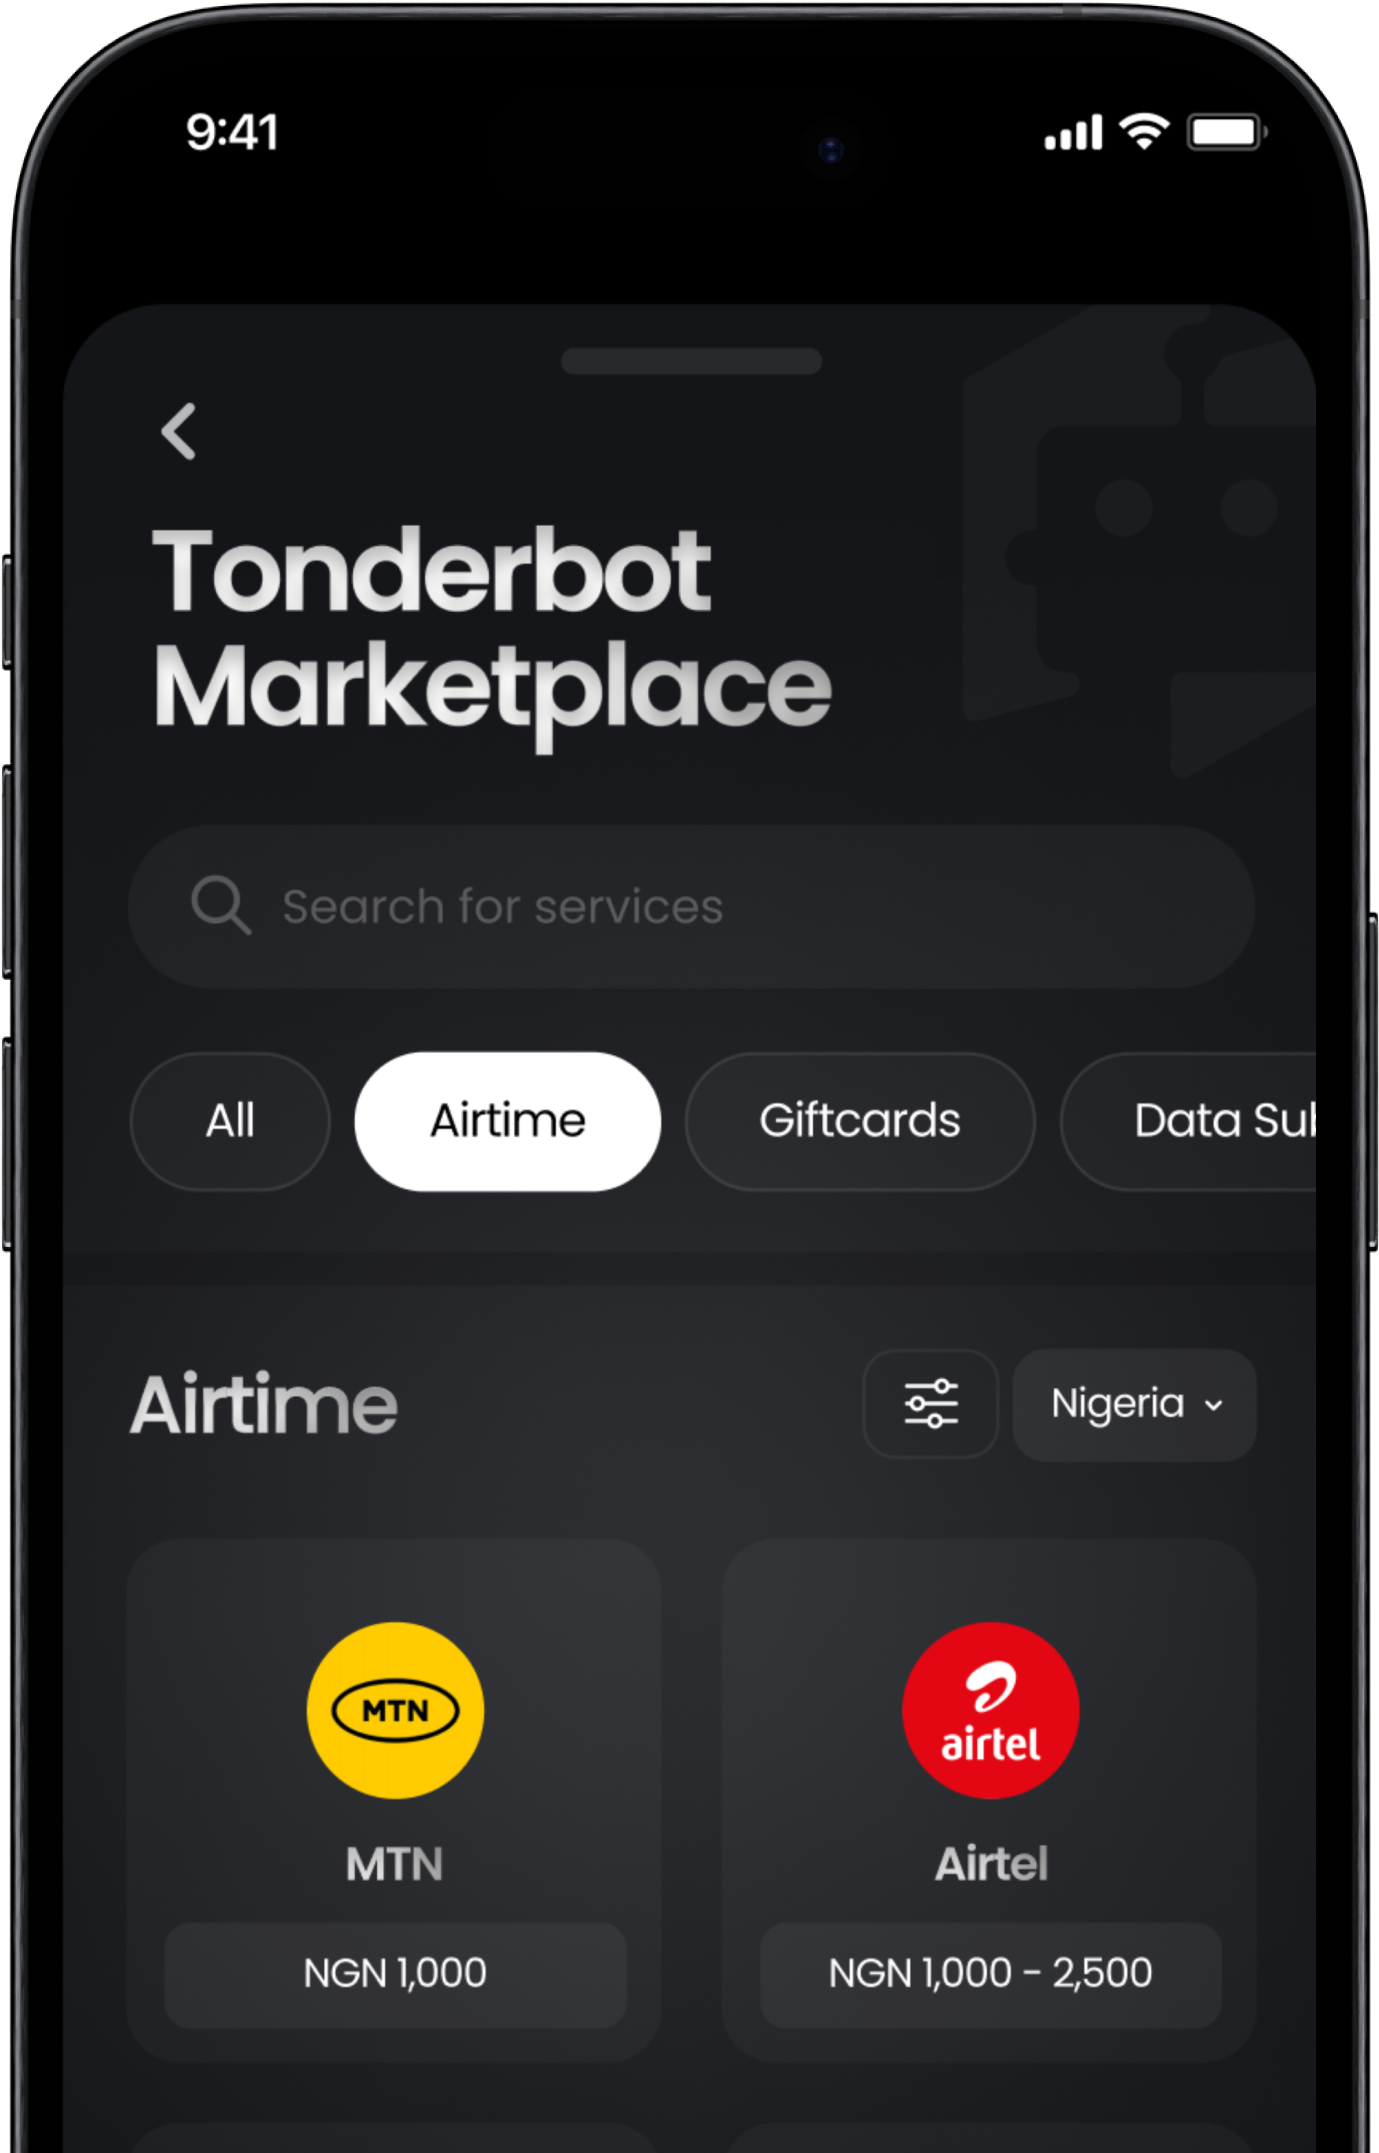 9:41
Tonderbot
Marketplace
Search for services
All
Airtime
Giftcards
Data Sub
Airtime
Nigeria
MTN
airtel
MTN
Airtel
NGN 1,000
NGN 1,000 - 2,500